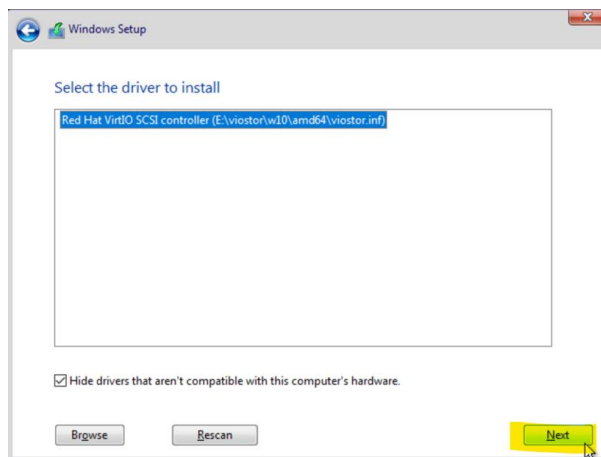 Windows Setup
Select the driver to install
Red Hat VirtIO SCSI controller (E:\viostor\w10\amd64\viostor.inf)
Hide drivers that aren't compatible with this computer's hardware.
Browse
Rescan
Next